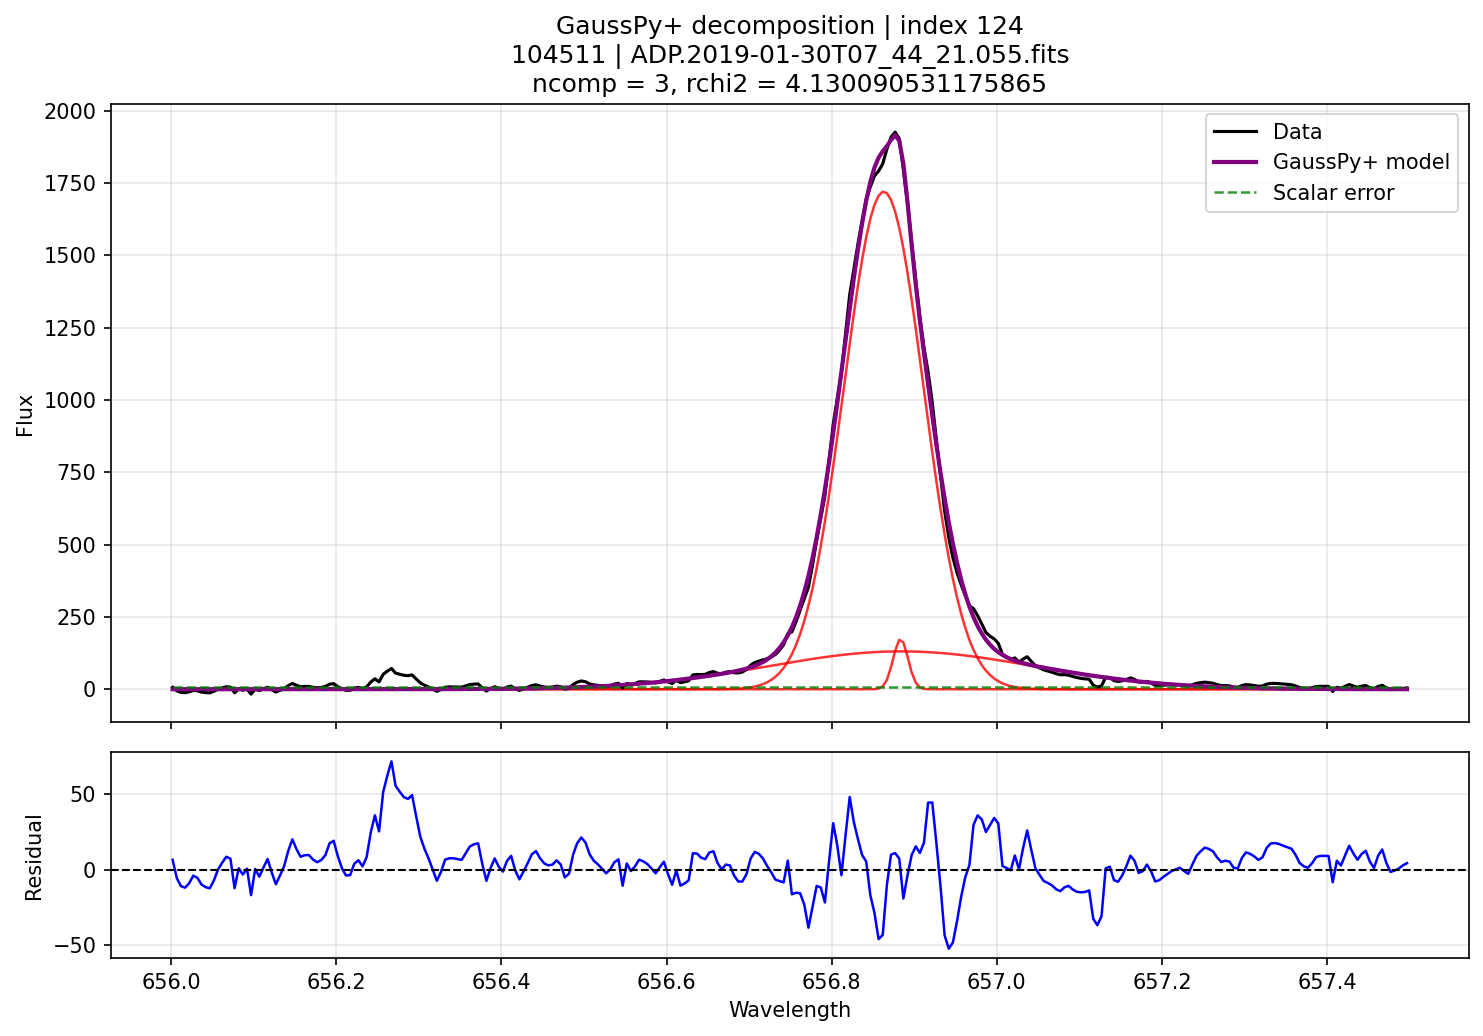 GaussPy+ decomposition | index 124
104511 | ADP.2019-01-30T07_44_21.055.fits
ncomp = 3, rchi2 = 4.130090531175865
2000
1750
1500
1250
1000
750
500
250
0
Flux
Data
GaussPy+ model
Scalar error
50
0
−50
Residual
656.0
656.2
656.4
656.6
656.8
657.0
657.2
657.4
Wavelength